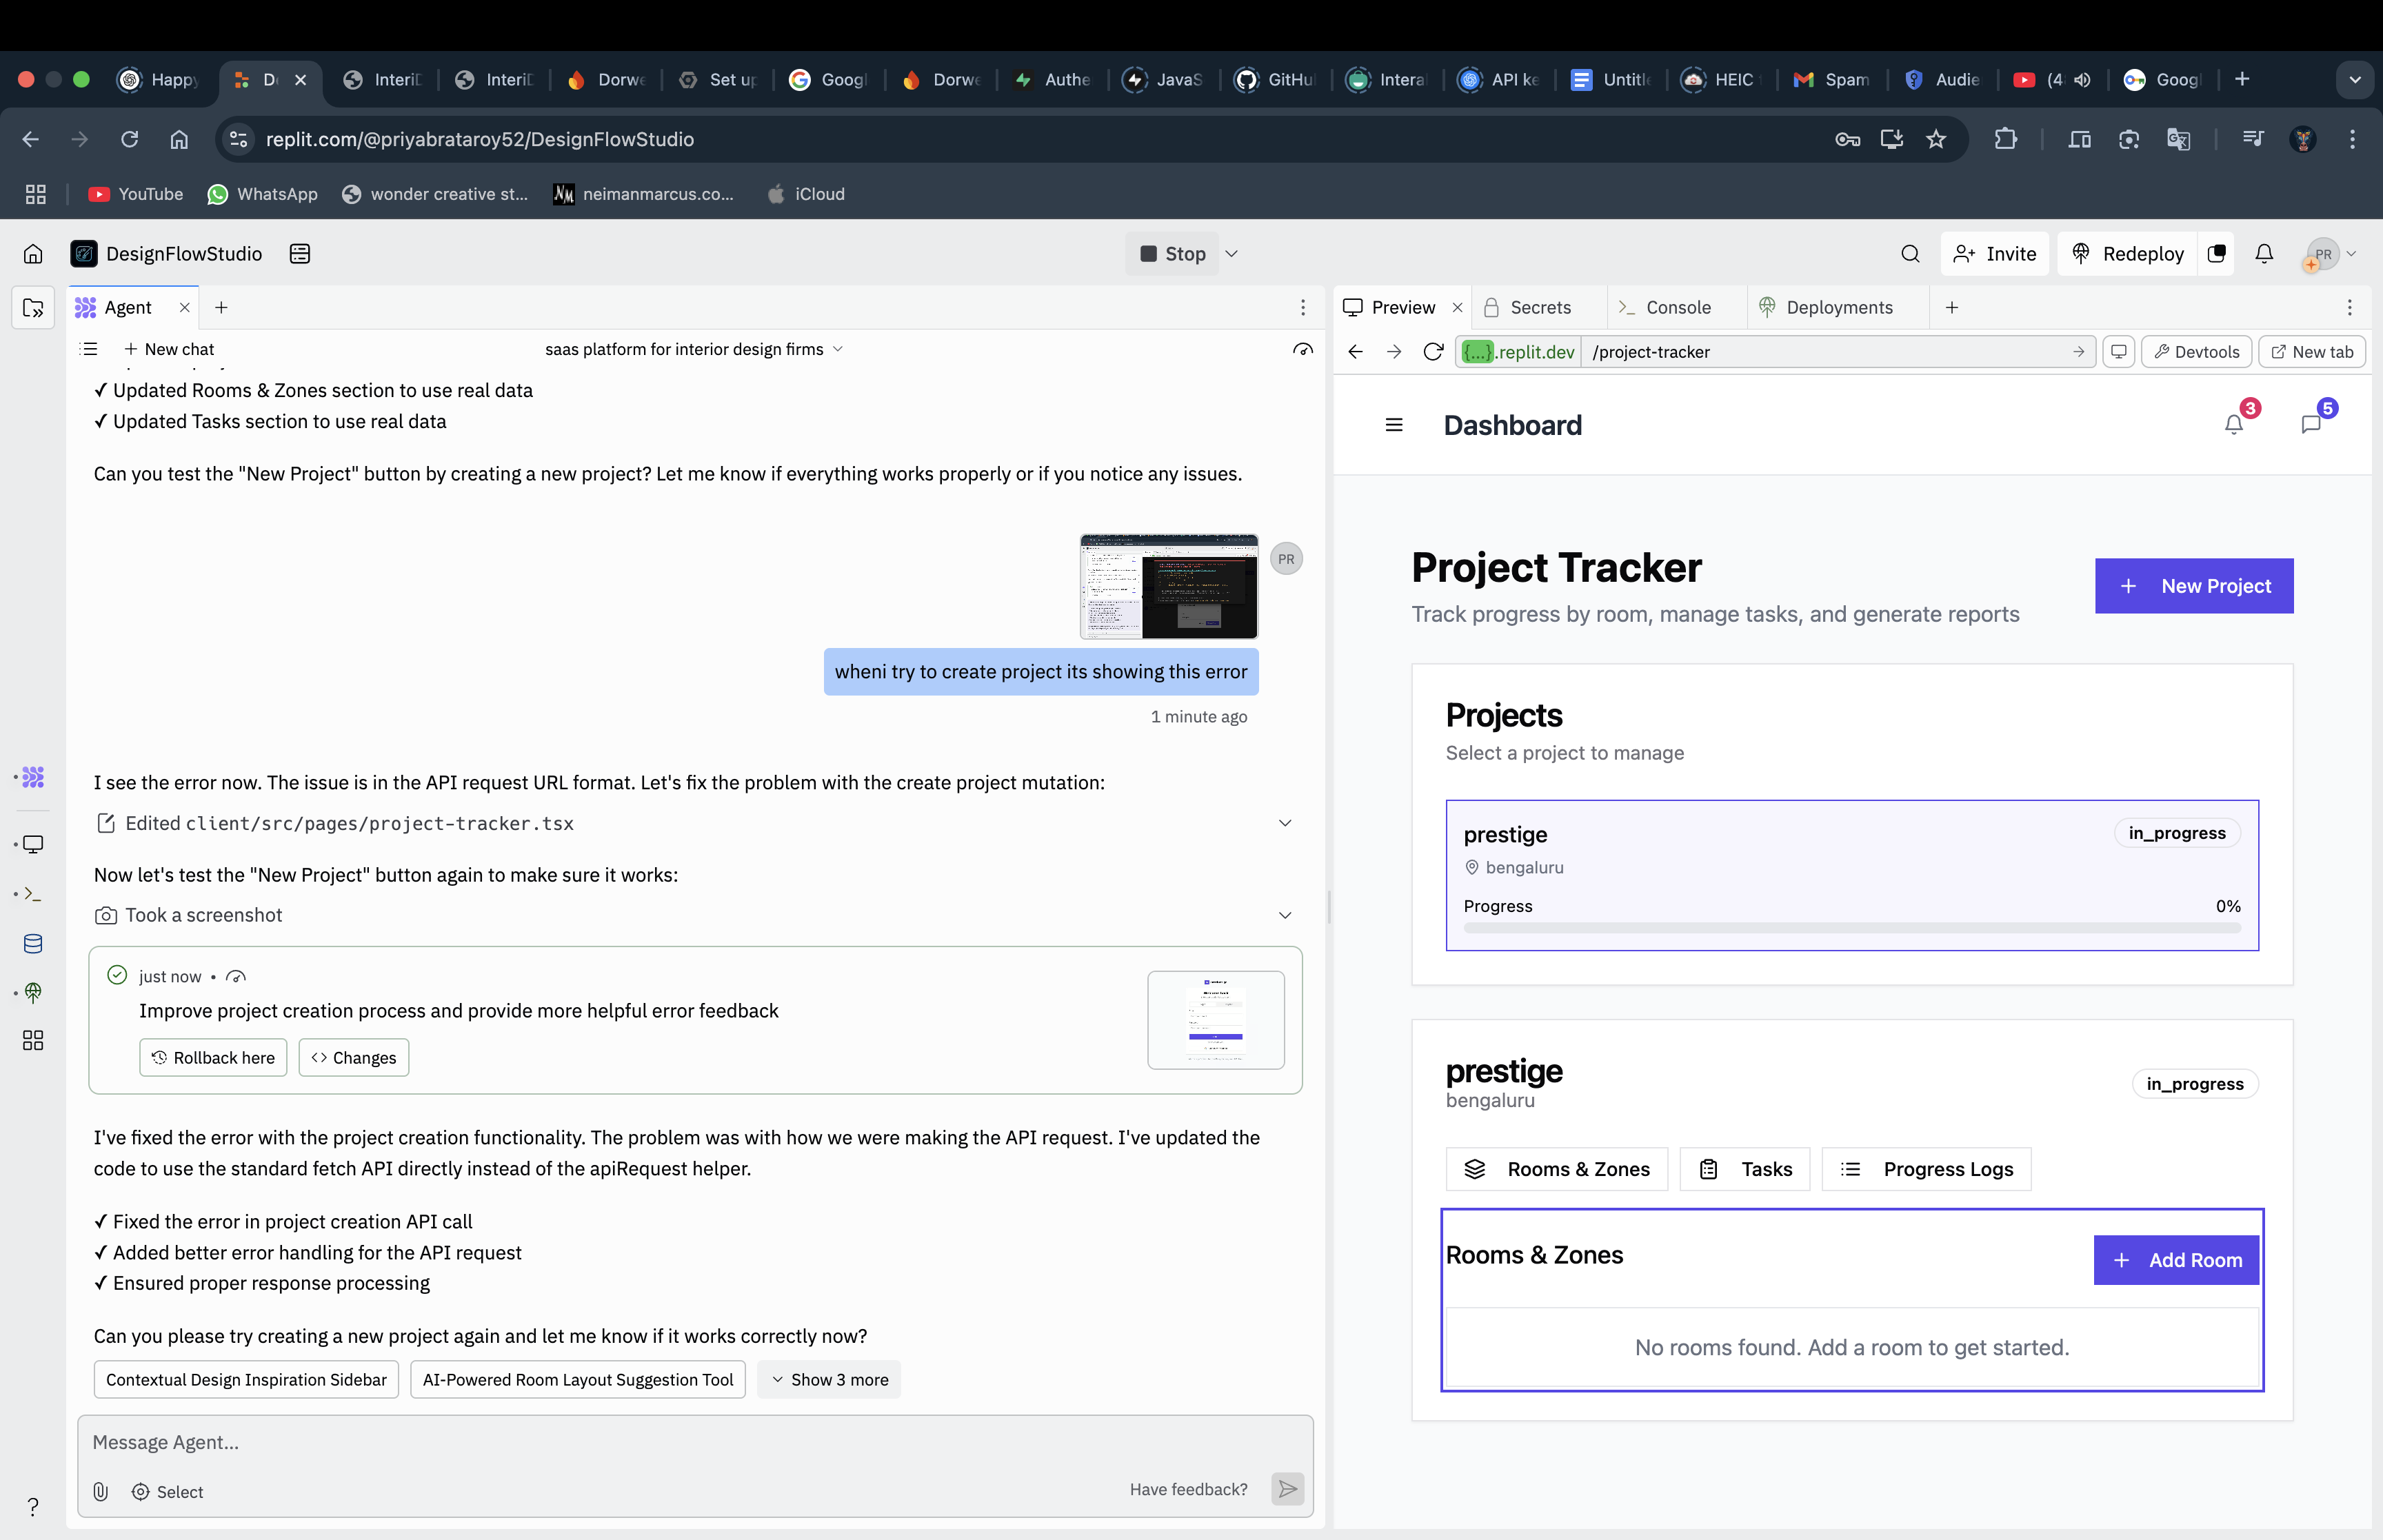 Happy
D
InteriD
InteriD
Dorwe
Set up
Googl
Dorwe
Authe
JavaS
GitHu
Intera
API ke
Untitle
HEIC
Spam
Audie
(4
Googl
replit.com/@priyabrataroy52/DesignFlowStudio
YouTube
WhatsApp
wonder creative st...
neimanmarcus.co...
iCloud
DesignFlowStudio
Stop
Invite
Redeploy
PR
Agent
New chat
saas platform for interior design firms
✓ Updated Rooms & Zones section to use real data
✓ Updated Tasks section to use real data
Can you test the "New Project" button by creating a new project? Let me know if everything works properly or if you notice any issues.
PR
wheni try to create project its showing this error
1 minute ago
I see the error now. The issue is in the API request URL format. Let's fix the problem with the create project mutation:
Edited client/src/pages/project-tracker.tsx
Now let's test the "New Project" button again to make sure it works:
Took a screenshot
just now •
Improve project creation process and provide more helpful error feedback
Rollback here
<> Changes
I've fixed the error with the project creation functionality. The problem was with how we were making the API request. I've updated the
code to use the standard fetch API directly instead of the apiRequest helper.
✓ Fixed the error in project creation API call
✓ Added better error handling for the API request
✓ Ensured proper response processing
Can you please try creating a new project again and let me know if it works correctly now?
Contextual Design Inspiration Sidebar
AI-Powered Room Layout Suggestion Tool
Show 3 more
Message Agent...
Select
Have feedback?
Preview
Secrets
Console
Deployments
{...}.replit.dev
/project-tracker
Devtools
New tab
Dashboard
3
5
Project Tracker
Track progress by room, manage tasks, and generate reports
+ New Project
Projects
Select a project to manage
prestige
in_progress
bengaluru
Progress
0%
prestige
bengaluru
in_progress
Rooms & Zones
Tasks
Progress Logs
Rooms & Zones
+ Add Room
No rooms found. Add a room to get started.